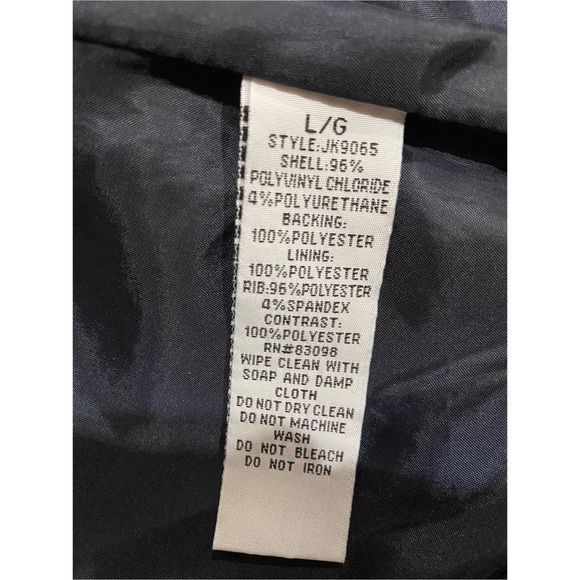 L/G
STYLE:JK9065
SHELL:96%
POLYVINYL CHLORIDE
4%POLYURETHANE
BACKING:
100%POLYESTER
LINING:
100%POLYESTER
RIB:96%POLYESTER
4%SPANDEX
CONTRAST:
100%POLYESTER
RN#83098
WIPE CLEAN WITH
SOAP AND DAMP
CLOTH
DO NOT DRY CLEAN
DO NOT MACHINE
WASH
DO NOT BLEACH
DO NOT IRON